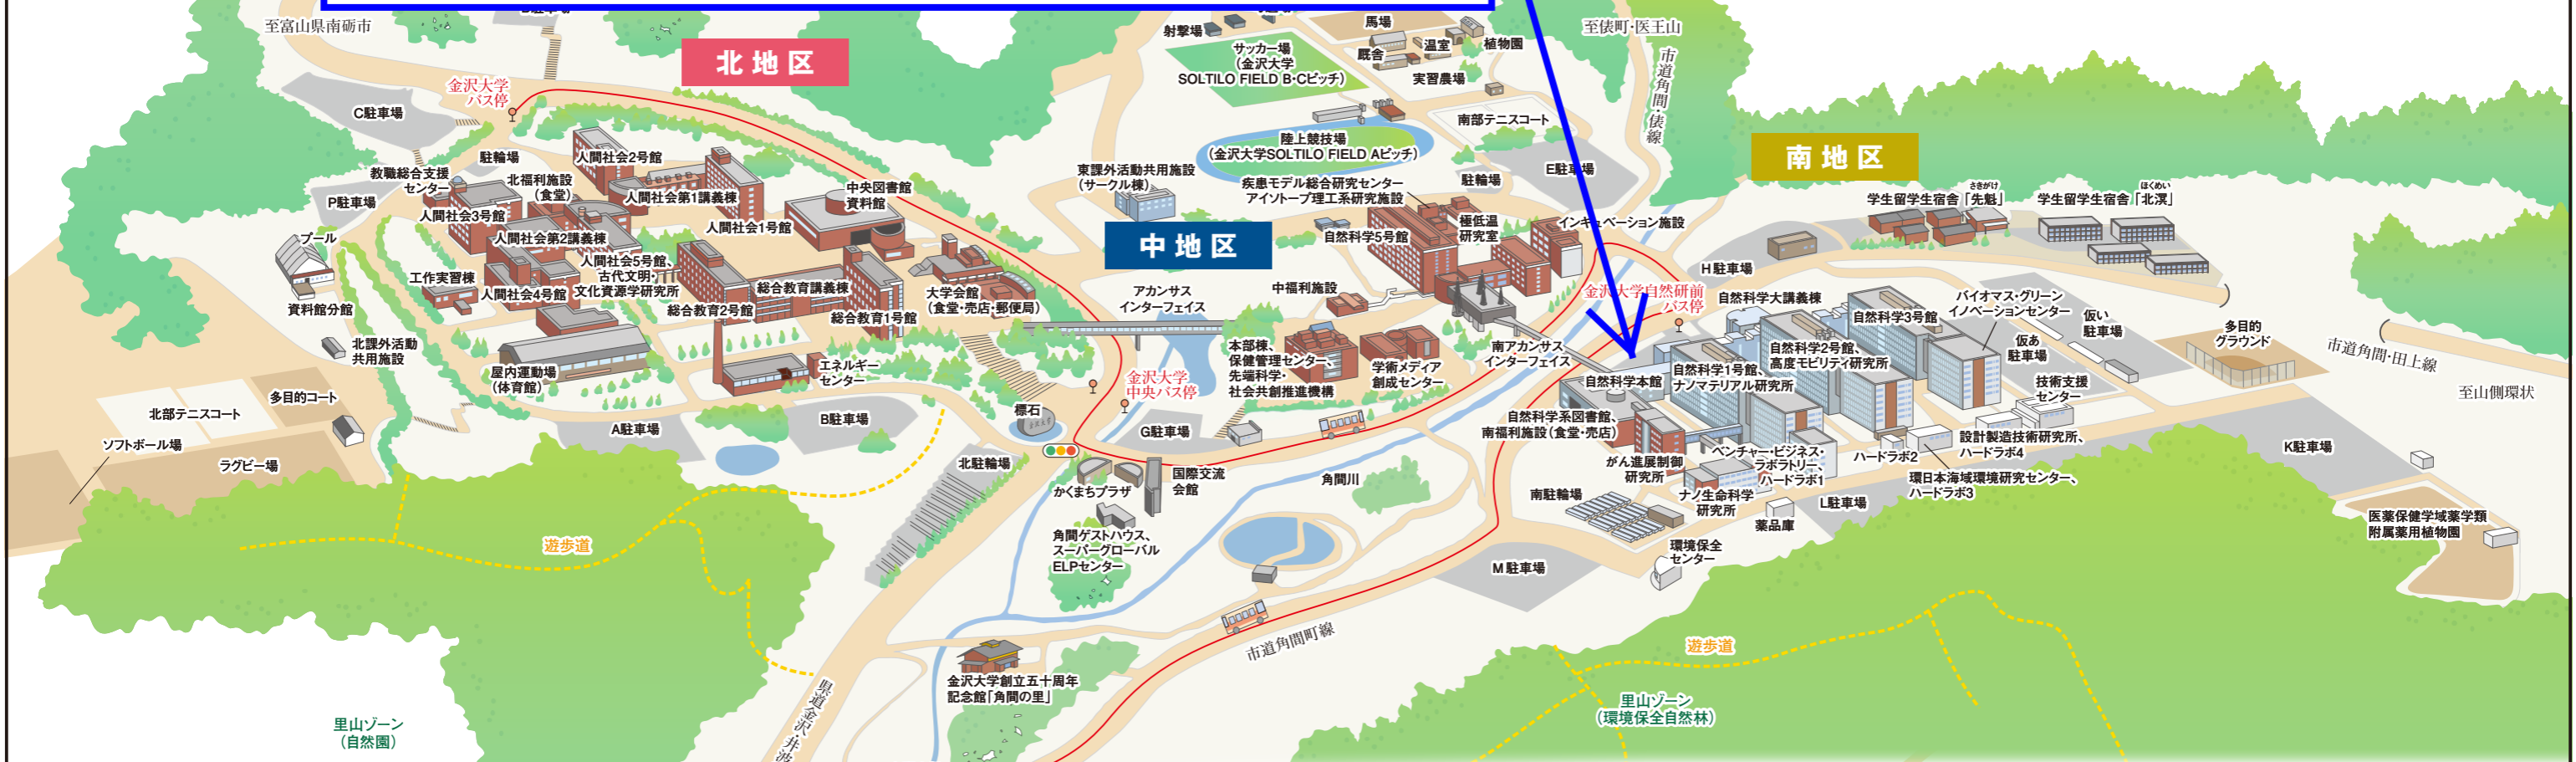 至富山県南砺市
北地区
金沢大学
バス停
C駐車場
射撃場
サッカー場
(金沢大学
SOLTILO FIELD B・Cピッチ)
馬場
厩舎
温室
植物園
実習農場
至俵町・医王山
市道角間・俵線
南部テニスコート
陸上競技場
(金沢大学SOLTILO FIELD Aピッチ)
駐輪場
E駐車場
南地区
学生留学生宿舎「先魁」
さきがけ
学生留学生宿舎「北溟」
ほくめい
教職総合支援
センター
駐輪場
北福利施設
(食堂)
人間社会2号館
人間社会第1講義棟
人間社会1号館
中央図書館
資料館
P駐車場
人間社会3号館
人間社会第2講義棟
プール
資料館分館
工作実習棟
人間社会4号館
人間社会5号館、
古代文明・
文化資源学研究所
総合教育2号館
総合教育講義棟
総合教育1号館
大学会館
(食堂・売店・郵便局)
東課外活動共用施設
(サークル棟)
中地区
疾患モデル総合研究センター
アイソトープ理工系研究施設
自然科学5号館
極低温
研究室
インキュベーション施設
アカンサス
インターフェイス
中福利施設
金沢大学自然研前
バス停
H駐車場
自然科学大講義棟
自然科学3号館
バイオマス・グリーン
イノベーションセンター
仮い
駐車場
仮あ
駐車場
多目的
グラウンド
市道角間・田上線
至山側環状
北課外活動
共用施設
屋内運動場
(体育館)
エネルギー
センター
金沢大学
中央バス停
本部棟、
保健管理センター、
先端科学・
社会共創推進機構
学術メディア
創成センター
南アカンサス
インターフェイス
自然科学本館
自然科学1号館、
ナノマテリアル研究所
自然科学2号館、
高度モビリティ研究所
技術支援
センター
多目的コート
北部テニスコート
ソフトボール場
ラグビー場
A駐車場
B駐車場
標石
G駐車場
自然科学系図書館、
南福利施設(食堂・売店)
がん進展制御
研究所
ベンチャー・ビジネス・
ラボラトリー、
ハードラボ1
ハードラボ2
設計製造技術研究所、
ハードラボ4
環日本海域環境研究センター、
ハードラボ3
K駐車場
北駐輪場
かくまちプラザ
国際交流
会館
角間川
南駐輪場
ナノ生命科学
研究所
薬品庫
L駐車場
医薬保健学域薬学類
附属薬用植物園
遊歩道
角間ゲストハウス、
スーパーグローバル
ELPセンター
環境保全
センター
M駐車場
市道角間町線
遊歩道
金沢大学創立五十周年
記念館「角間の里」
県道金沢・井波
里山ゾーン
(自然園)
里山ゾーン
(環境保全自然林)